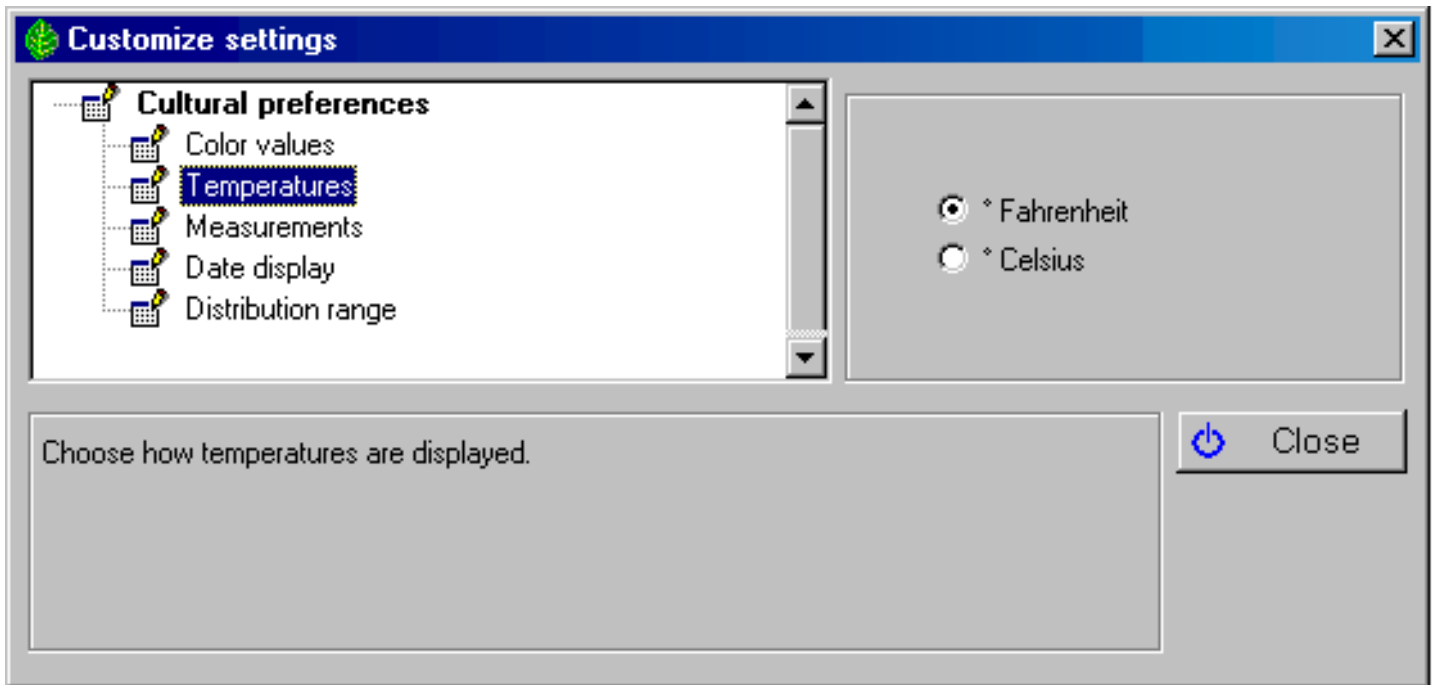 Customize settings
Cultural preferences
Color values
Temperatures
Measurements
Date display
Distribution range
° Fahrenheit
° Celsius
Choose how temperatures are displayed.
Close